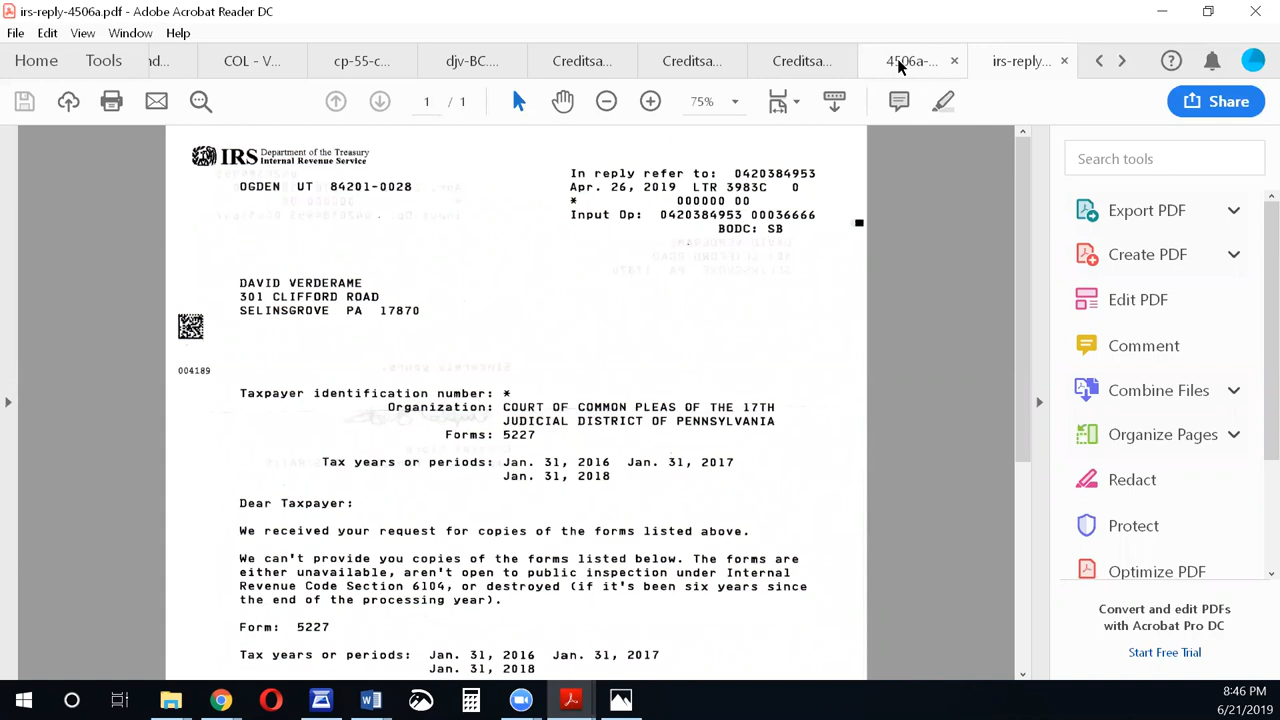 irs-reply-4506a.pdf - Adobe Acrobat Reader DC
File Edit View Window Help
Home Tools nd... COL - V... cp-55-c... djv-BC.... Creditsa... Creditsa... Creditsa... 4506a-... irs-reply...
1 / 1 75% Share
Search tools
Export PDF
Create PDF
Edit PDF
Comment
Combine Files
Organize Pages
Redact
Protect
Optimize PDF
Convert and edit PDFs
with Acrobat Pro DC
Start Free Trial
IRS Department of the Treasury
Internal Revenue Service
OGDEN UT 84201-0028
In reply refer to: 0420384953
Apr. 26, 2019 LTR 3983C 0
* 000000 00
Input Op: 0420384953 00036666
BODC: SB
DAVID VERDERAME
301 CLIFFORD ROAD
SELINSGROVE PA 17870
004189
Taxpayer identification number: *
Organization: COURT OF COMMON PLEAS OF THE 17TH
JUDICIAL DISTRICT OF PENNSYLVANIA
Forms: 5227
Tax years or periods: Jan. 31, 2016 Jan. 31, 2017
Jan. 31, 2018
Dear Taxpayer:
We received your request for copies of the forms listed above.
We can't provide you copies of the forms listed below. The forms are
either unavailable, aren't open to public inspection under Internal
Revenue Code Section 6104, or destroyed (if it's been six years since
the end of the processing year).
Form: 5227
Tax years or periods: Jan. 31, 2016 Jan. 31, 2017
Jan. 31, 2018
8:46 PM
6/21/2019